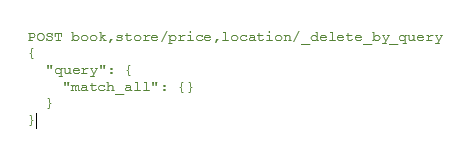 POST book,store/price,location/_delete_by_query
{
  "query": {
    "match_all": {}
  }
}